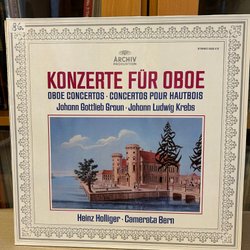 ARCHIV
PRODUKTION
KONZERTE FÜR OBOE
OBOE CONCERTOS · CONCERTOS POUR HAUTBOIS
Johann Gottlieb Graun · Johann Ludwig Krebs
Heinz Holliger · Camerata Bern